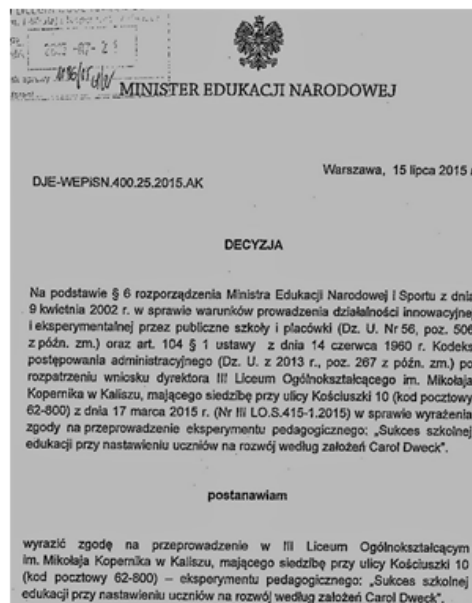 MINISTER EDUKACJI NARODOWEJ
Warszawa, 15 lipca 2015
DJE-WEPiSN.400.25.2015.AK
DECYZJA
Na podstawie § 6 rozporządzenia Ministra Edukacji Narodowej i Sportu z dnia
9 kwietnia 2002 r. w sprawie warunków prowadzenia działalności innowacyjnej
i eksperymentalnej przez publiczne szkoły i placówki (Dz. U. Nr 56, poz. 506
z późn. zm.) oraz art. 104 § 1 ustawy z dnia 14 czerwca 1960 r. Kodeks
postępowania administracyjnego (Dz. U. z 2013 r., poz. 267 z późn. zm.) po
rozpatrzeniu wniosku dyrektora III Liceum Ogólnokształcącego im. Mikołaja
Kopernika w Kaliszu, mającego siedzibę przy ulicy Kościuszki 10 (kod pocztowy
62-800) z dnia 17 marca 2015 r. (Nr III LO.S.415-1.2015) w sprawie wyrażenia
zgody na przeprowadzenie eksperymentu pedagogicznego: „Sukces szkolnej
edukacji przy nastawieniu uczniów na rozwój według założeń Carol Dweck".
postanawiam
wyrazić zgodę na przeprowadzenie w III Liceum Ogólnokształcącym
im. Mikołaja Kopernika w Kaliszu, mającego siedzibę przy ulicy Kościuszki 10
(kod pocztowy 62-800) – eksperymentu pedagogicznego: „Sukces szkolnej
edukacji przy nastawieniu uczniów na rozwój według założeń Carol Dweck".